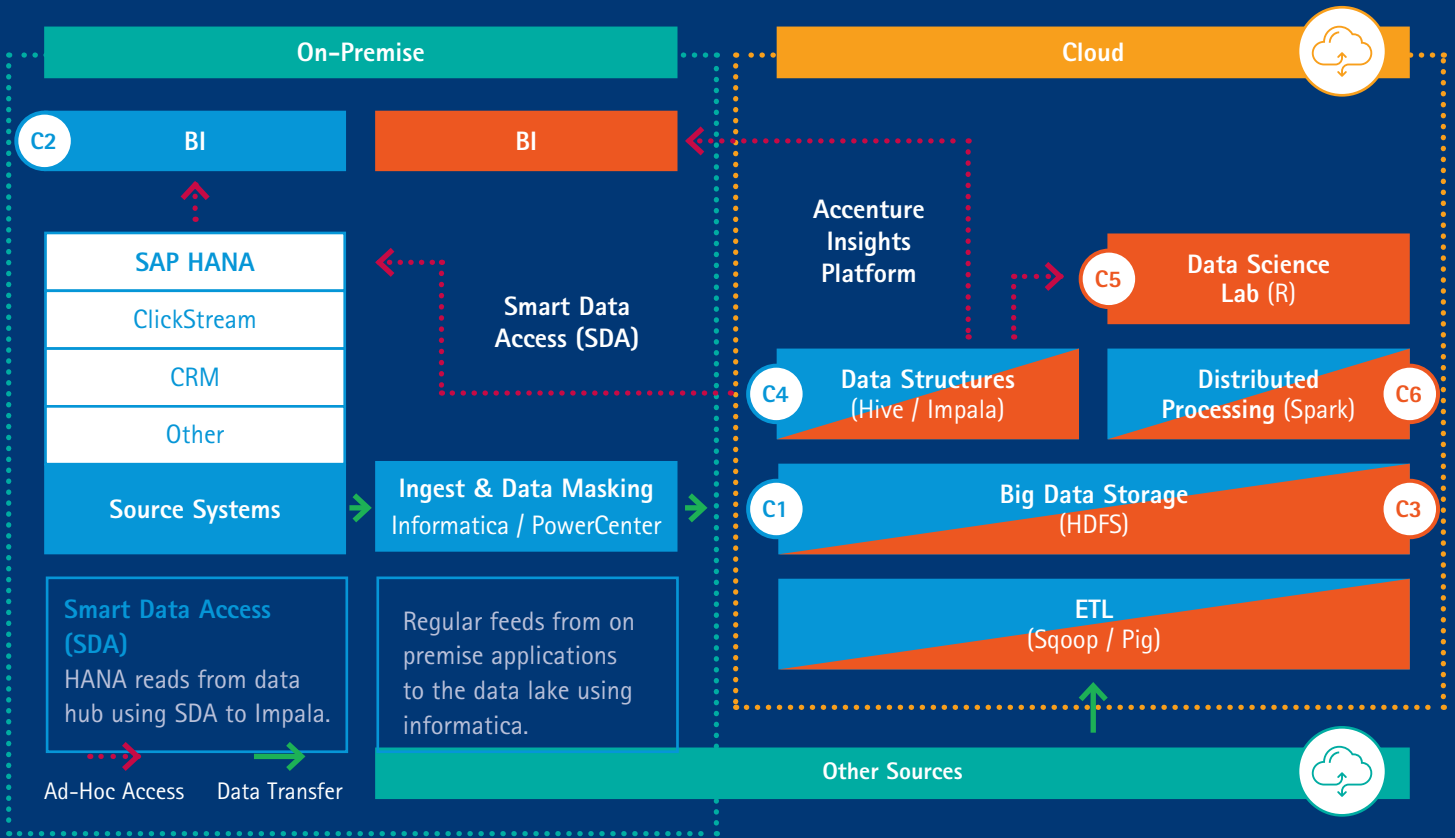 On-Premise
Cloud
C2
BI
BI
Accenture
Insights
Platform
SAP HANA
ClickStream
CRM
Other
Source Systems
Smart Data
Access (SDA)
C5
Data Science
Lab (R)
C4
Data Structures
(Hive / Impala)
Distributed
Processing (Spark)
C6
Ingest & Data Masking
Informatica / PowerCenter
C1
Big Data Storage
(HDFS)
C3
ETL
(Sqoop / Pig)
Smart Data Access
(SDA)
HANA reads from data
hub using SDA to Impala.
Regular feeds from on
premise applications
to the data lake using
informatica.
Ad-Hoc Access
Data Transfer
Other Sources